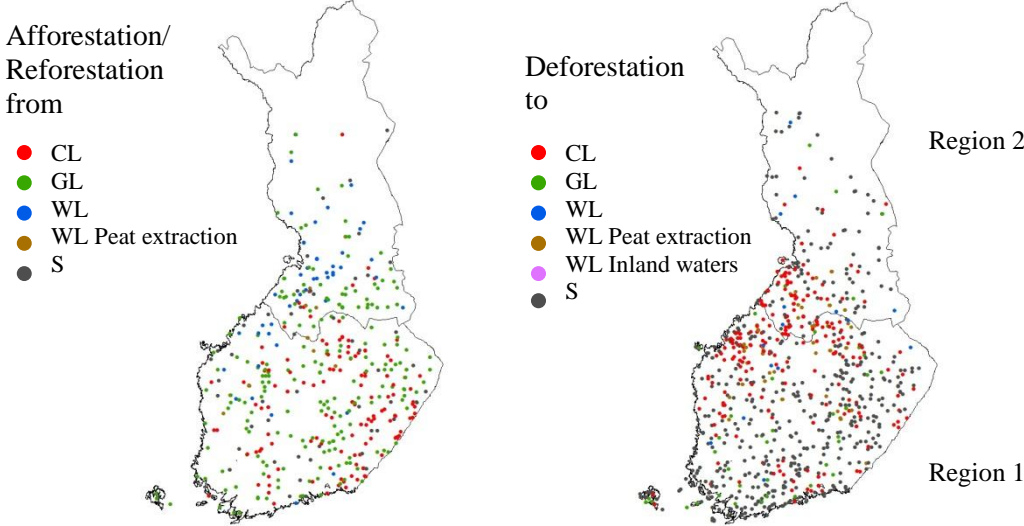 Afforestation/
Reforestation
from
CL
GL
WL
WL Peat extraction
S
Deforestation
to
CL
GL
WL
WL Peat extraction
WL Inland waters
S
Region 2
Region 1